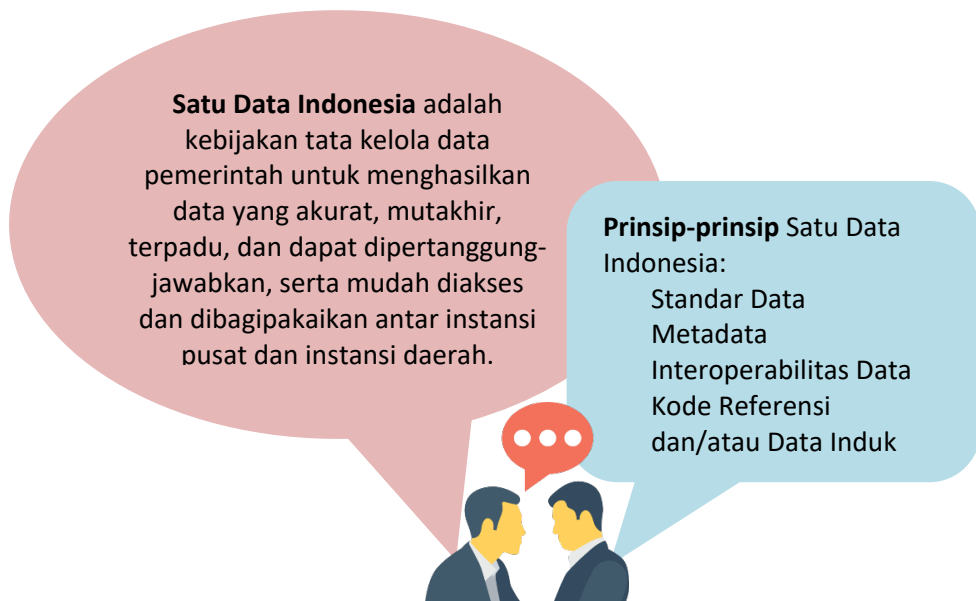 Satu Data Indonesia adalah
kebijakan tata kelola data
pemerintah untuk menghasilkan
data yang akurat, mutakhir,
terpadu, dan dapat dipertanggung-
jawabkan, serta mudah diakses
dan dibagipakaikan antar instansi
pusat dan instansi daerah.
Prinsip-prinsip Satu Data
Indonesia:
Standar Data
Metadata
Interoperabilitas Data
Kode Referensi
dan/atau Data Induk